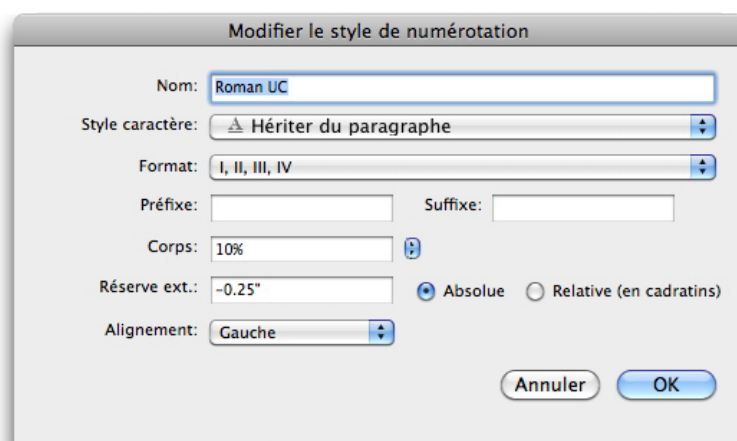 Modifier le style de numérotation
Nom: Roman UC
Style caractère: A Hériter du paragraphe
Format: I, II, III, IV
Préfixe: Suffixe:
Corps: 10%
Réserve ext.: -0.25" Absolue Relative (en cadratins)
Alignement: Gauche
Annuler OK